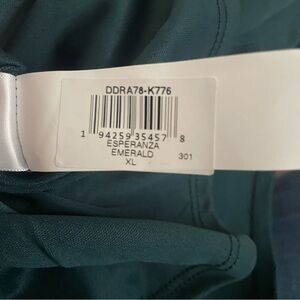 DDRA78-K776
1 94259 35457 8
ESPERANZA
EMERALD
XL 301